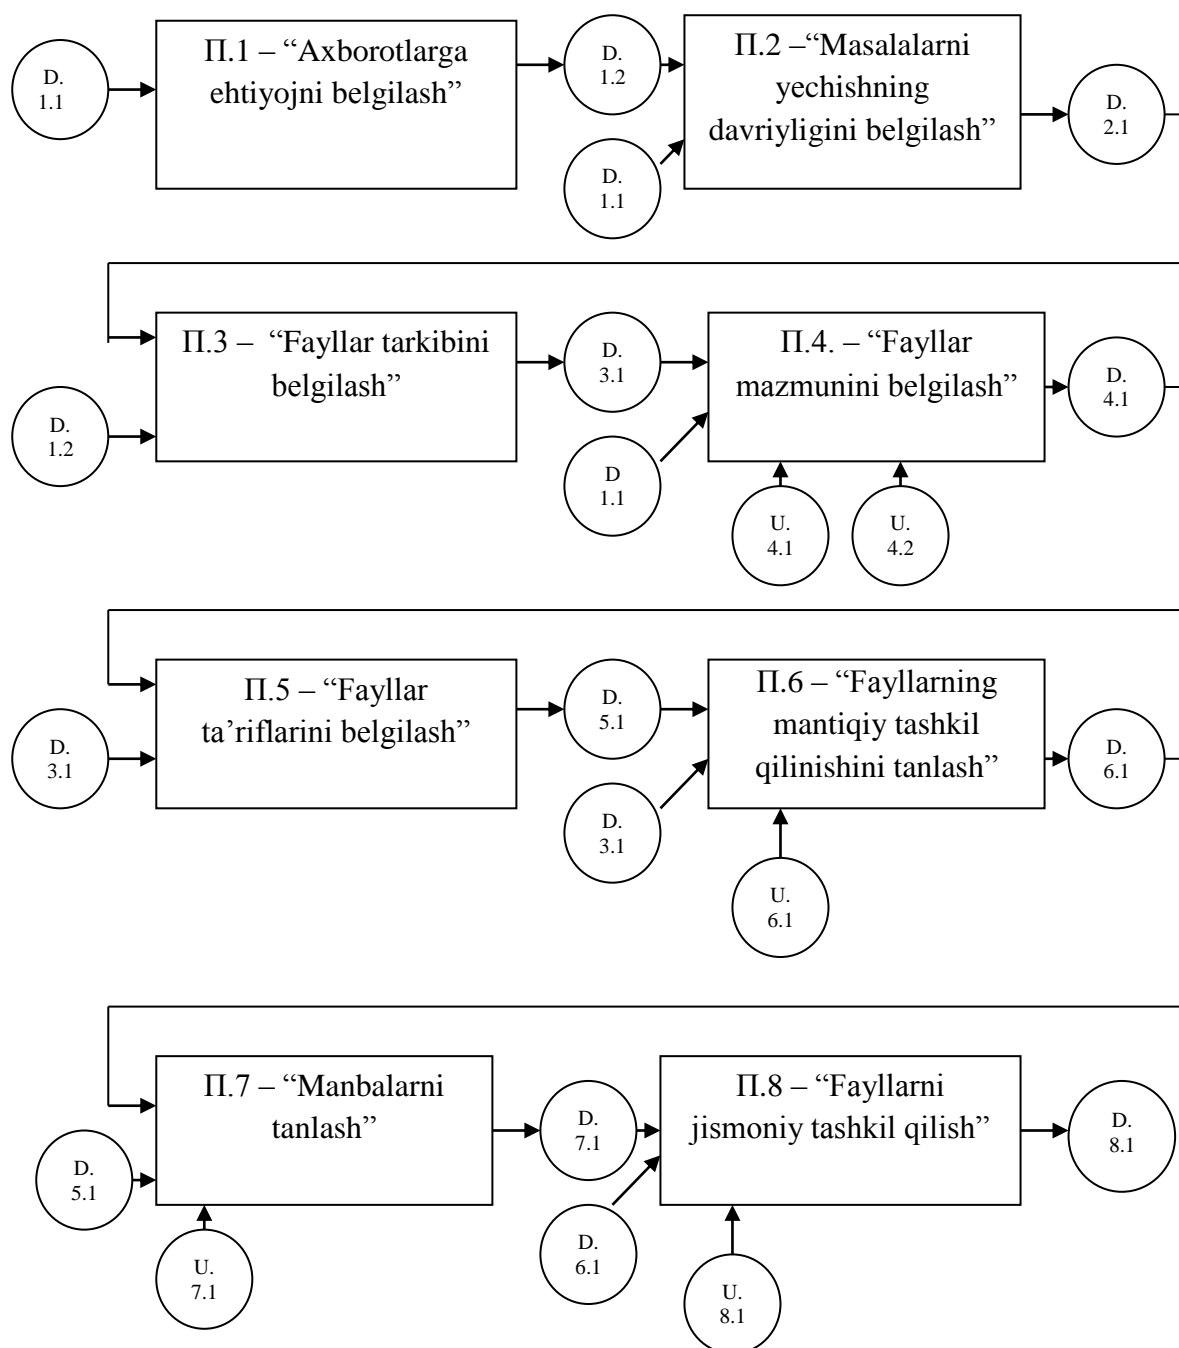 D.
1.1
П.1 – “Axborotlarga
ehtiyojni belgilash”
D.
1.2
D.
1.1
П.2 –“Masalalarni
yechishning
davriyligini belgilash”
D.
2.1
D.
1.2
П.3 –  “Fayllar tarkibini
belgilash”
D.
3.1
D
1.1
П.4. – “Fayllar
mazmunini belgilash”
U.
4.1
U.
4.2
D.
4.1
D.
3.1
П.5 – “Fayllar
ta’riflarini belgilash”
D.
5.1
D.
3.1
П.6 – “Fayllarning
mantiqiy tashkil
qilinishini tanlash”
U.
6.1
D.
6.1
D.
5.1
П.7 – “Manbalarni
tanlash”
U.
7.1
D.
7.1
D.
6.1
П.8 – “Fayllarni
jismoniy tashkil qilish”
U.
8.1
D.
8.1